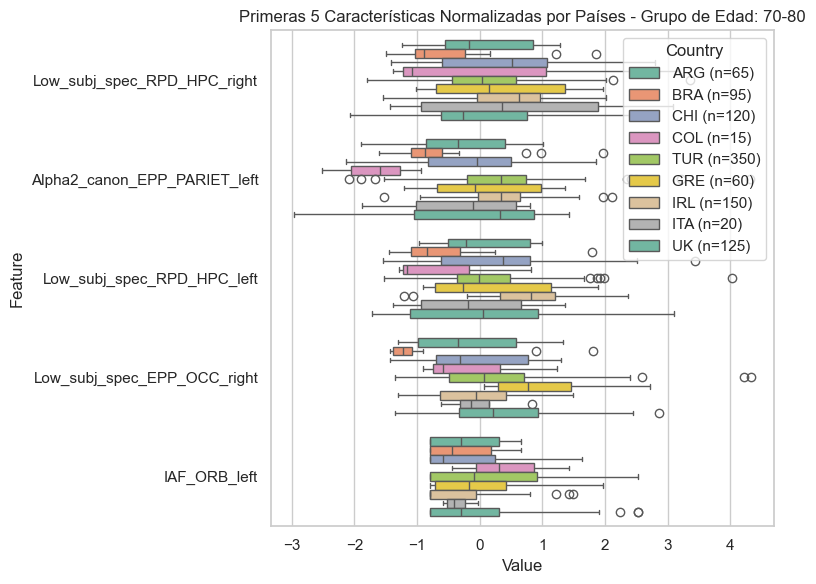 Primeras 5 Características Normalizadas por Países - Grupo de Edad: 70-80
Country
ARG (n=65)
BRA (n=95)
CHI (n=120)
COL (n=15)
TUR (n=350)
GRE (n=60)
IRL (n=150)
ITA (n=20)
UK (n=125)
Feature
Low_subj_spec_RPD_HPC_right
Alpha2_canon_EPP_PARIET_left
Low_subj_spec_RPD_HPC_left
Low_subj_spec_EPP_OCC_right
IAF_ORB_left
−3 −2 −1 0 1 2 3 4
Value